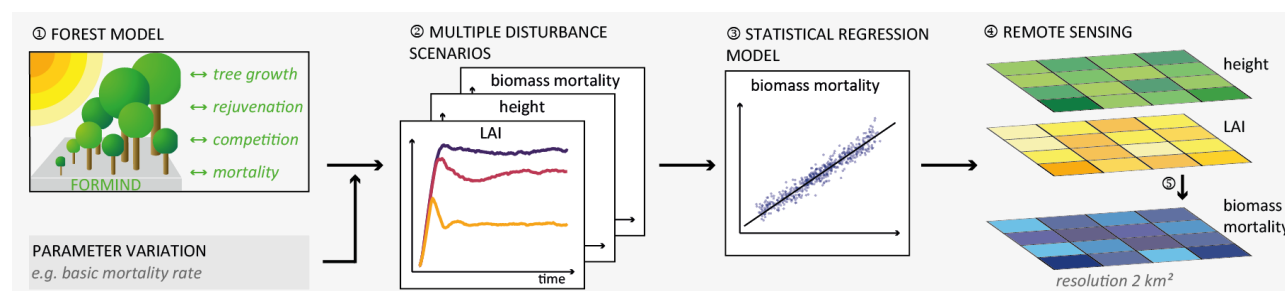 ① FOREST MODEL
↔ tree growth
↔ rejuvenation
↔ competition
↔ mortality
FORMIND
PARAMETER VARIATION
e.g. basic mortality rate
② MULTIPLE DISTURBANCE
SCENARIOS
biomass mortality
height
LAI
time
③ STATISTICAL REGRESSION
MODEL
biomass mortality
④ REMOTE SENSING
height
LAI
⑤
biomass
mortality
resolution 2 km²